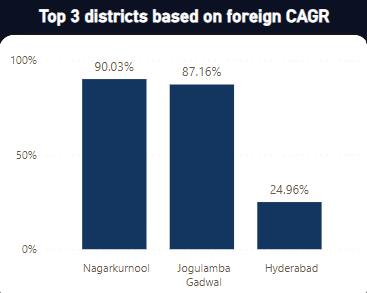 Top 3 districts based on foreign CAGR
100%
90.03%
87.16%
50%
24.96%
0%
Nagarkurnool
Jogulamba
Gadwal
Hyderabad